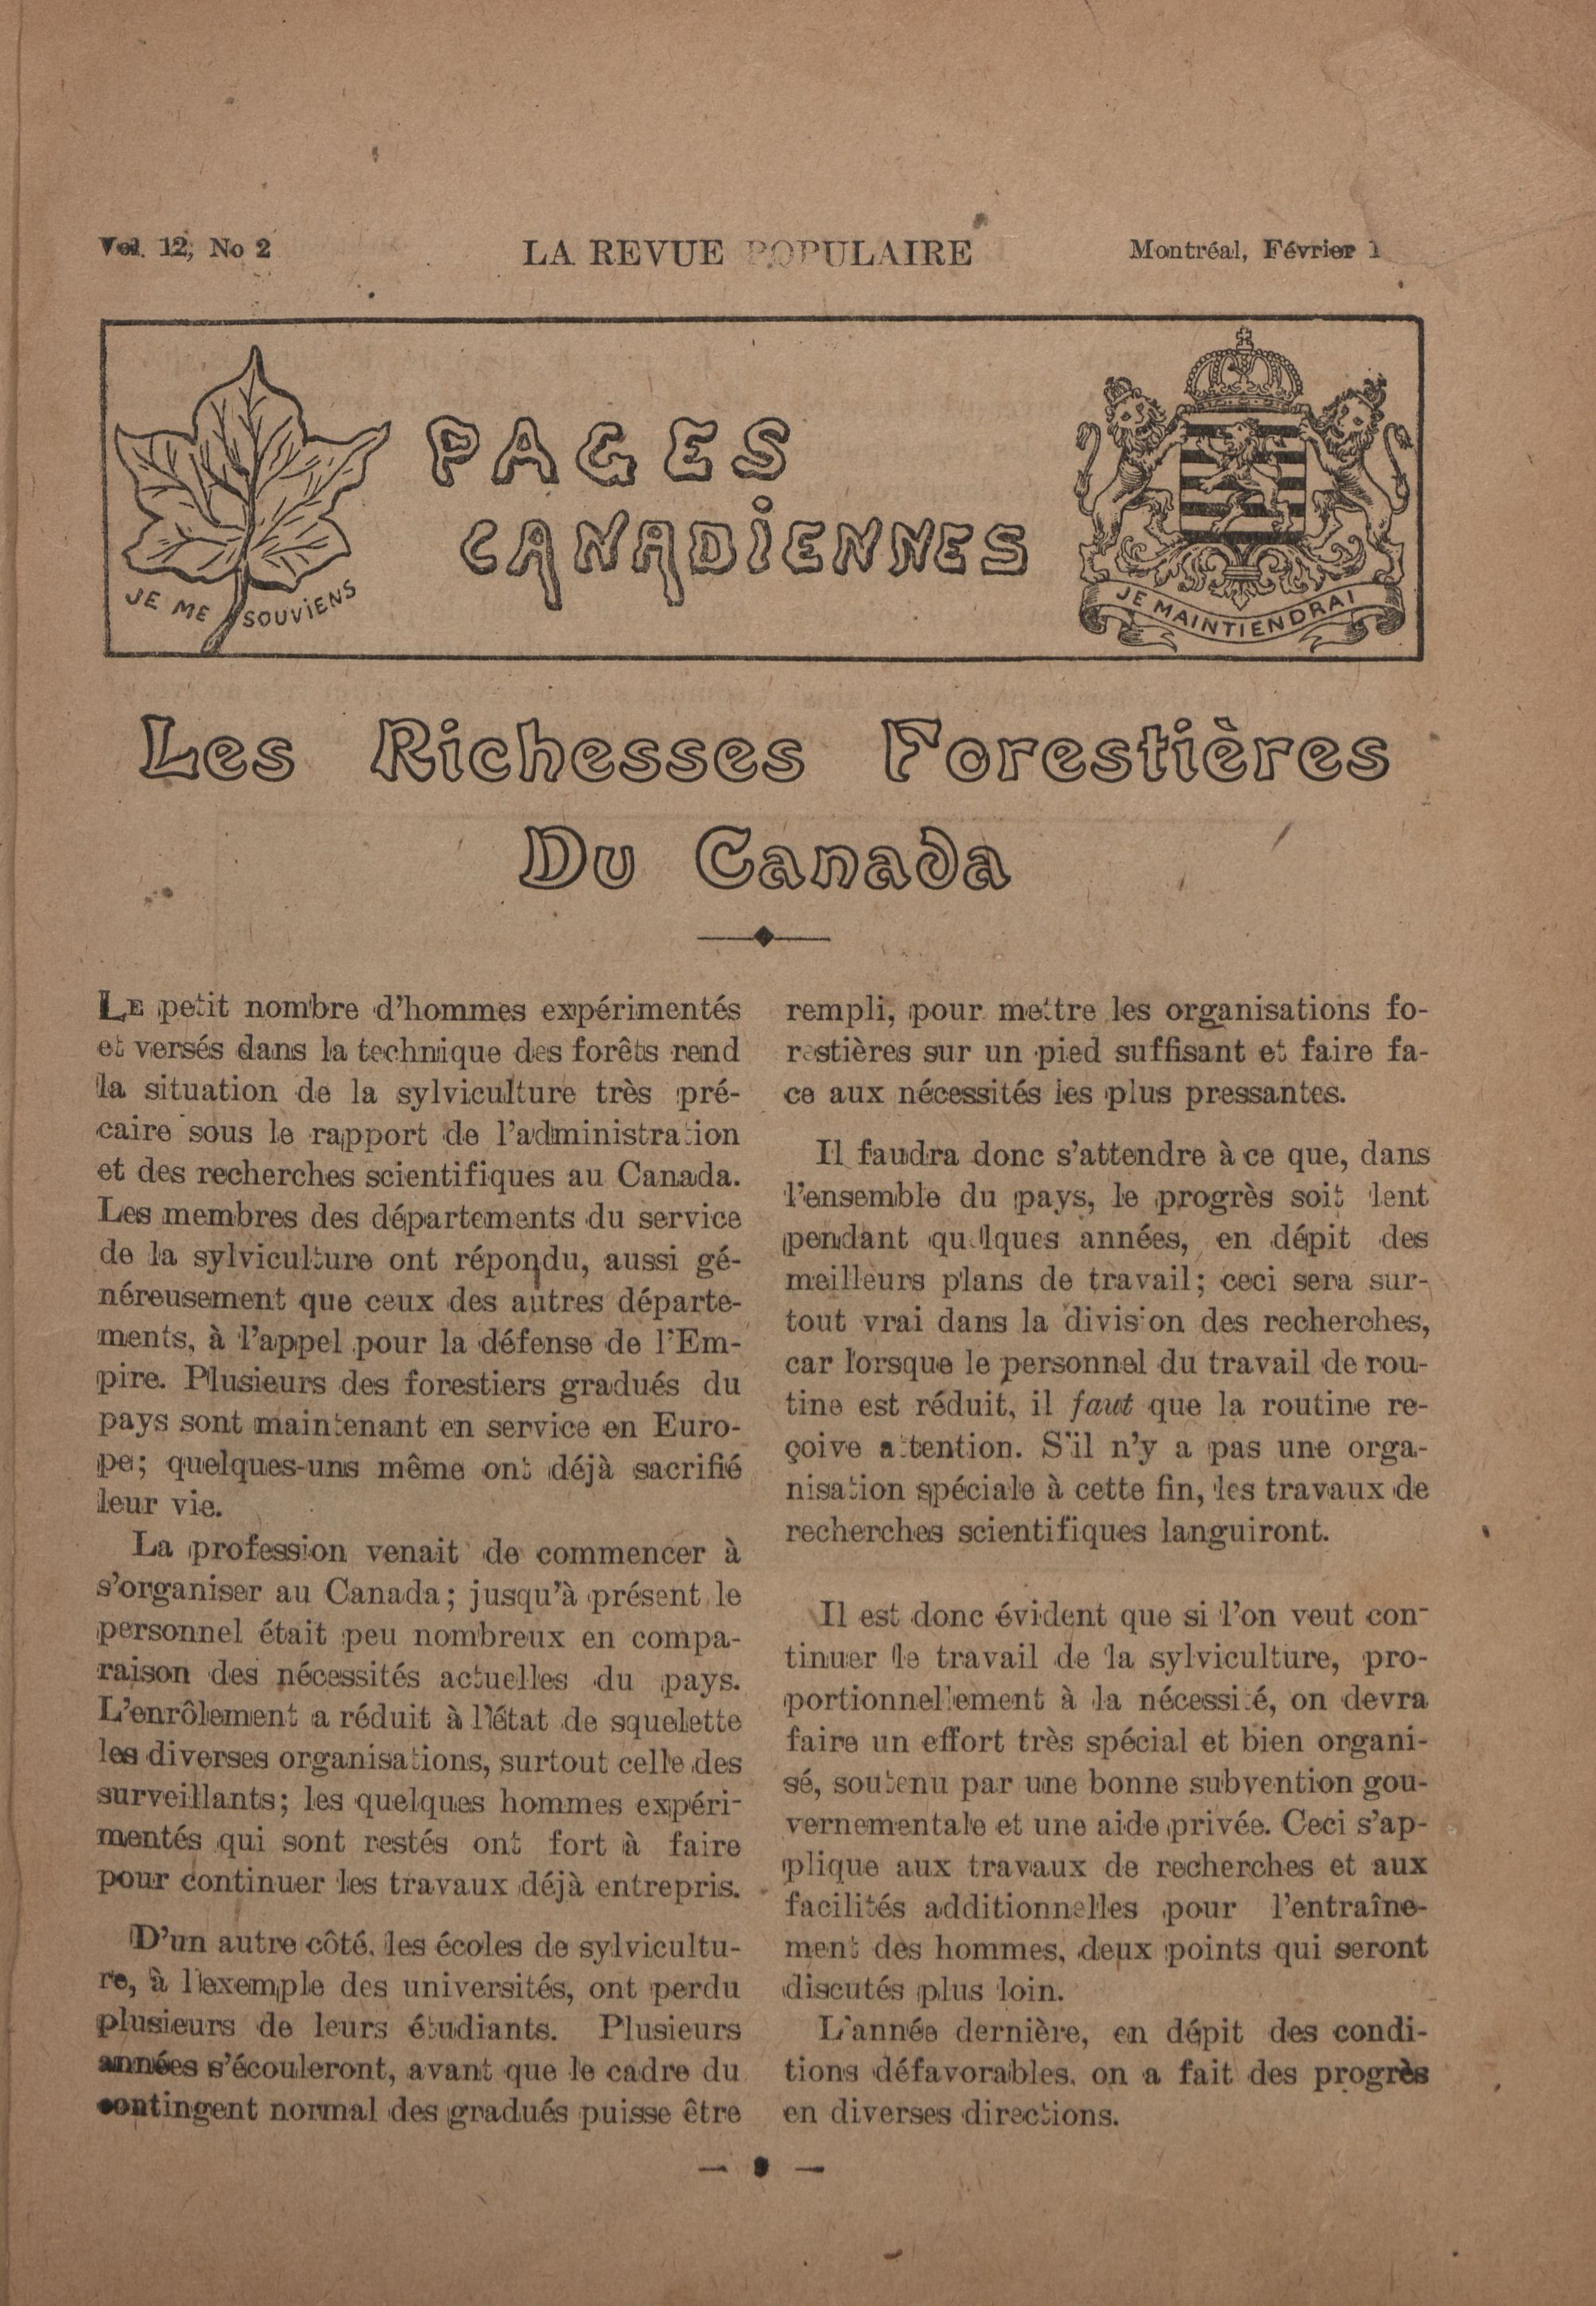 Vol. 12, No 2
LA REVUE POPULAIRE
Montréal, Février 1
PAGES
CANADIENNES
JE ME SOUVIENS
JE MAINTIENDRAI
Les Richesses Forestières
Du Canada
LE petit nombre d'hommes expérimentés
et versés dans la technique des forêts rend
la situation de la sylviculture très pré-
caire sous le rapport de l'administration
et des recherches scientifiques au Canada.
Les membres des départements du service
de la sylviculture ont répondu, aussi gé-
néreusement que ceux des autres départe-
ments, à l'appel pour la défense de l'Em-
pire. Plusieurs des forestiers gradués du
pays sont maintenant en service en Euro-
pe; quelques-uns même ont déjà sacrifié
leur vie.
La profession venait de commencer à
s'organiser au Canada; jusqu'à présent le
personnel était peu nombreux en compa-
raison des nécessités actuelles du pays.
L'enrôlement a réduit à l'état de squelette
les diverses organisations, surtout celle des
surveillants; les quelques hommes expéri-
mentés qui sont restés ont fort à faire
pour continuer les travaux déjà entrepris.
D'un autre côté, les écoles de sylvicultu-
re, à l'exemple des universités, ont perdu
plusieurs de leurs étudiants. Plusieurs
années s'écouleront, avant que le cadre du
contingent normal des gradués puisse être
rempli, pour mettre les organisations fo-
restières sur un pied suffisant et faire fa-
ce aux nécessités les plus pressantes.
Il faudra donc s'attendre à ce que, dans
l'ensemble du pays, le progrès soit lent
pendant quelques années, en dépit des
meilleurs plans de travail; ceci sera sur-
tout vrai dans la division des recherches,
car lorsque le personnel du travail de rou-
tine est réduit, il faut que la routine re-
çoive attention. S'il n'y a pas une orga-
nisation spéciale à cette fin, les travaux de
recherches scientifiques languiront.
Il est donc évident que si l'on veut con-
tinuer le travail de la sylviculture, pro-
portionnellement à la nécessité, on devra
faire un effort très spécial et bien organi-
sé, soutenu par une bonne subvention gou-
vernementale et une aide privée. Ceci s'ap-
plique aux travaux de recherches et aux
facilités additionnelles pour l'entraîne-
ment des hommes, deux points qui seront
discutés plus loin.
L'année dernière, en dépit des condi-
tions défavorables, on a fait des progrès
en diverses directions.
— 9 —